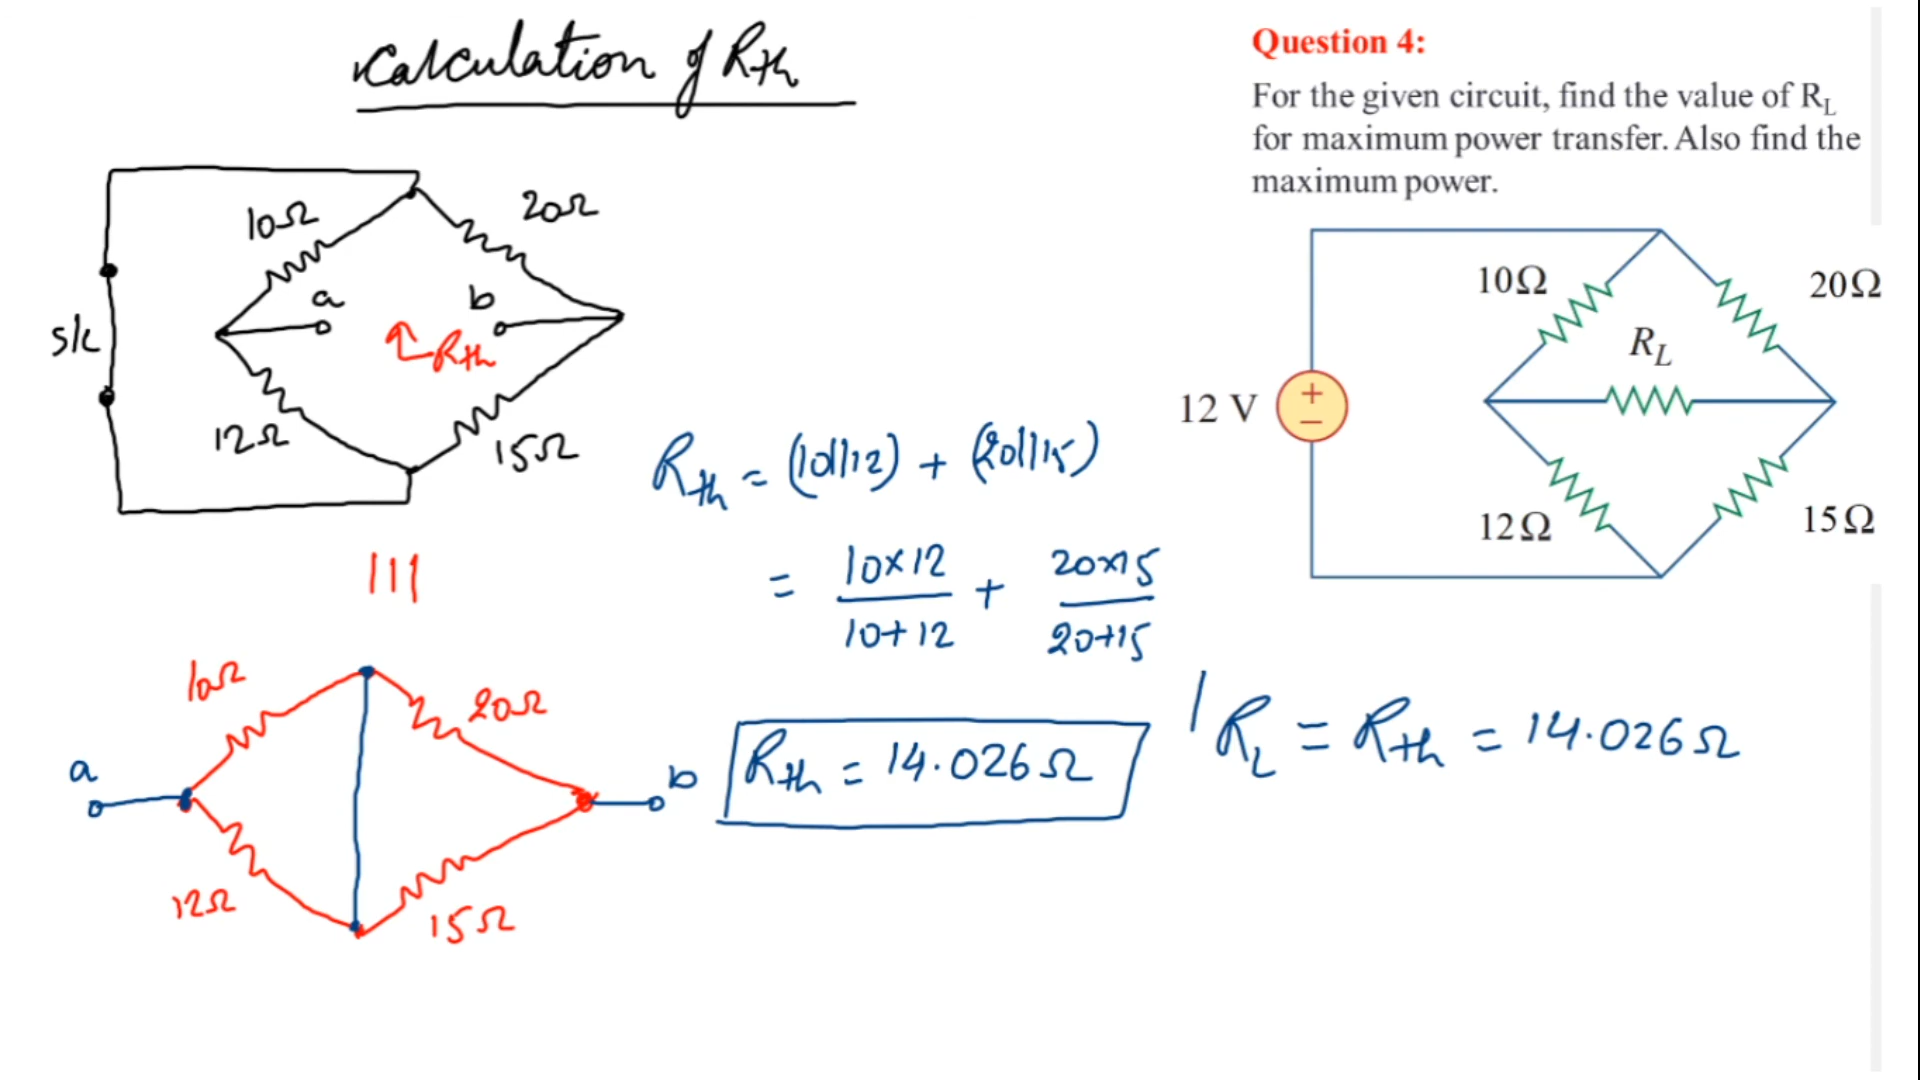 Calculation of Rth
Question 4:
For the given circuit, find the value of RL
for maximum power transfer. Also find the
maximum power.
10Ω
20Ω
a
b
Rth
s/c
12Ω
15Ω
10Ω
20Ω
RL
12 V
+
−
12Ω
15Ω
Rth = (10||12) + (20||15)
= 10×12/10+12 + 20×15/20+15
|||
10Ω
20Ω
a
b
12Ω
15Ω
Rth = 14.026Ω
RL = Rth = 14.026Ω